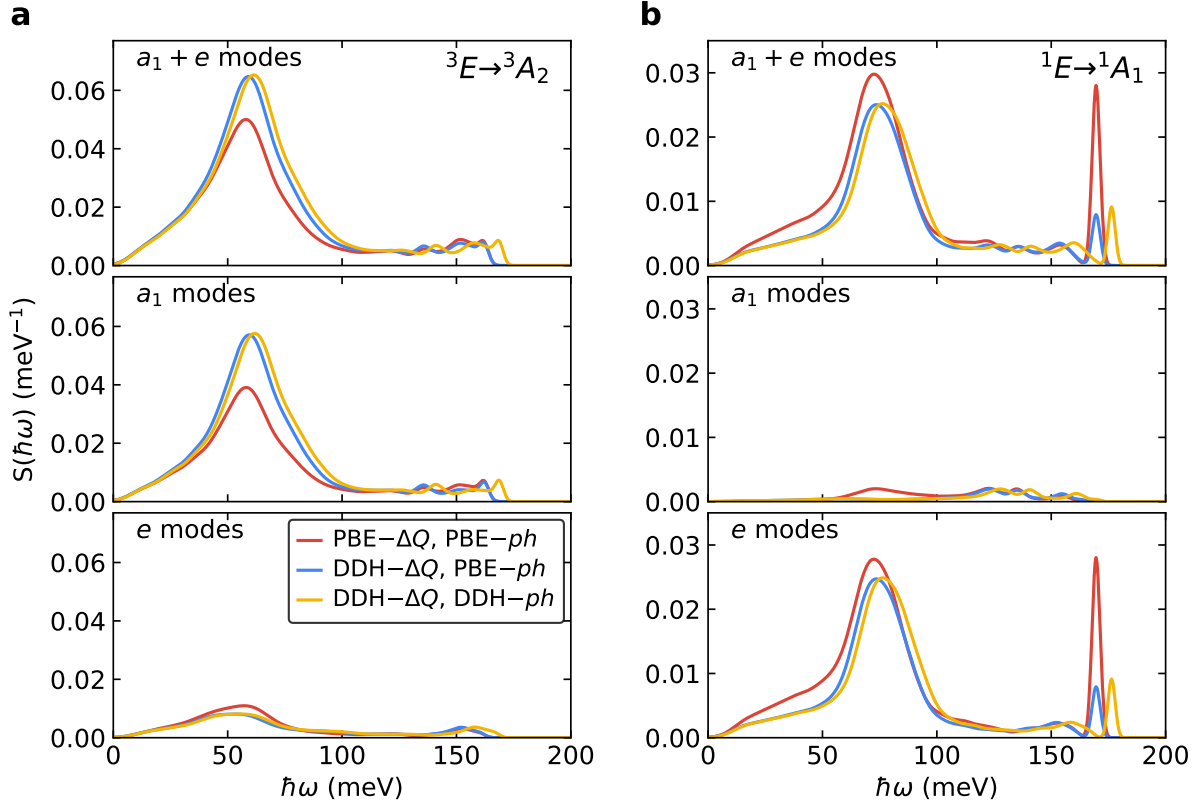 a
a₁ + e modes
³E→³A₂
0.06
0.04
0.02
0.00
a₁ modes
0.06
0.04
0.02
0.00
e modes
PBE−ΔQ, PBE−ph
DDH−ΔQ, PBE−ph
DDH−ΔQ, DDH−ph
0.06
0.04
0.02
0.00
0 50 100 150 200
ℏω (meV)
S(ℏω) (meV⁻¹)
b
a₁ + e modes
¹E→¹A₁
0.03
0.02
0.01
0.00
a₁ modes
0.03
0.02
0.01
0.00
e modes
0.03
0.02
0.01
0.00
0 50 100 150 200
ℏω (meV)